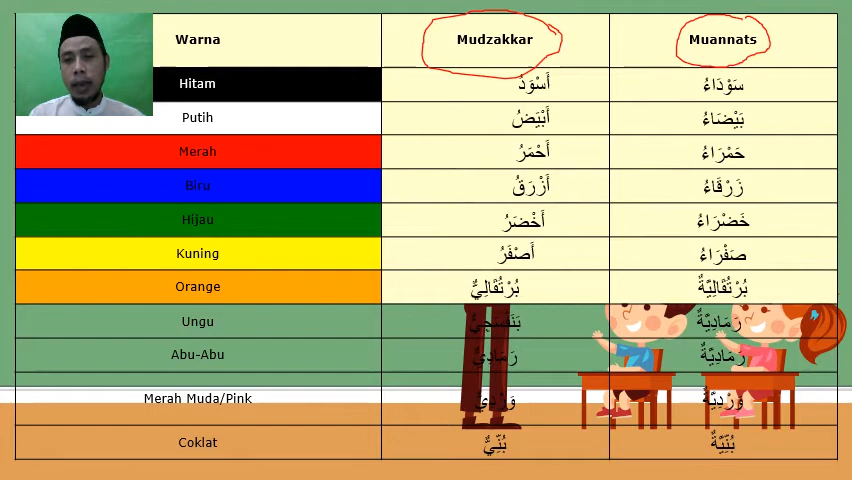 Warna Mudzakkar Muannats
Hitam أَسْوَدُ سَوْدَاءُ
Putih أَبْيَضُ بَيْضَاءُ
Merah أَحْمَرُ حَمْرَاءُ
Biru أَزْرَقُ زَرْقَاءُ
Hijau أَخْضَرُ خَضْرَاءُ
Kuning أَصْفَرُ صَفْرَاءُ
Orange بُرْتُقَالِيٌّ بُرْتُقَالِيَّةٌ
Ungu بَنَفْسَجِيٌّ رَمَادِيَّةٌ
Abu-Abu رَمَادِيٌّ رَمَادِيَّةٌ
Merah Muda/Pink وَرْدِيٌّ وَرْدِيَّةٌ
Coklat بُنِّيٌّ بُنِّيَّةٌ